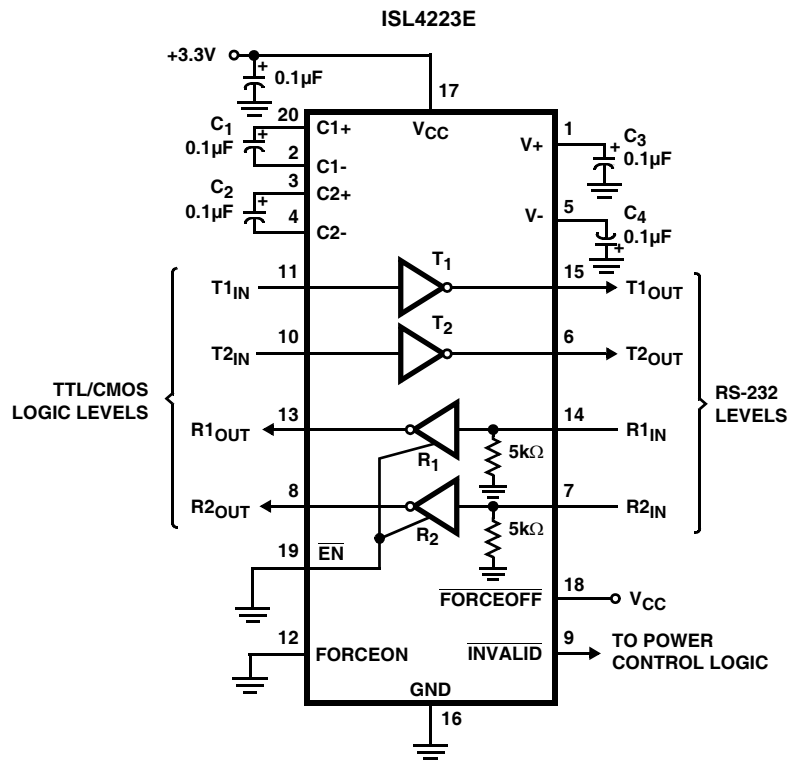 ISL4223E
+3.3V
+
0.1µF
17
20
C1+
VCC
C1
0.1µF
+
2
C1-
1
V+
+
C3
0.1µF
3
C2+
C2
0.1µF
+
4
C2-
5
V-
C4
0.1µF
+
T1IN
11
T1
15
T1OUT
T2IN
10
T2
6
T2OUT
TTL/CMOS
LOGIC LEVELS
RS-232
LEVELS
R1OUT
13
R1
14
R1IN
5kΩ
R2OUT
8
R2
7
R2IN
5kΩ
19
EN
FORCEOFF
18
VCC
12
FORCEON
INVALID
9
TO POWER
CONTROL LOGIC
GND
16